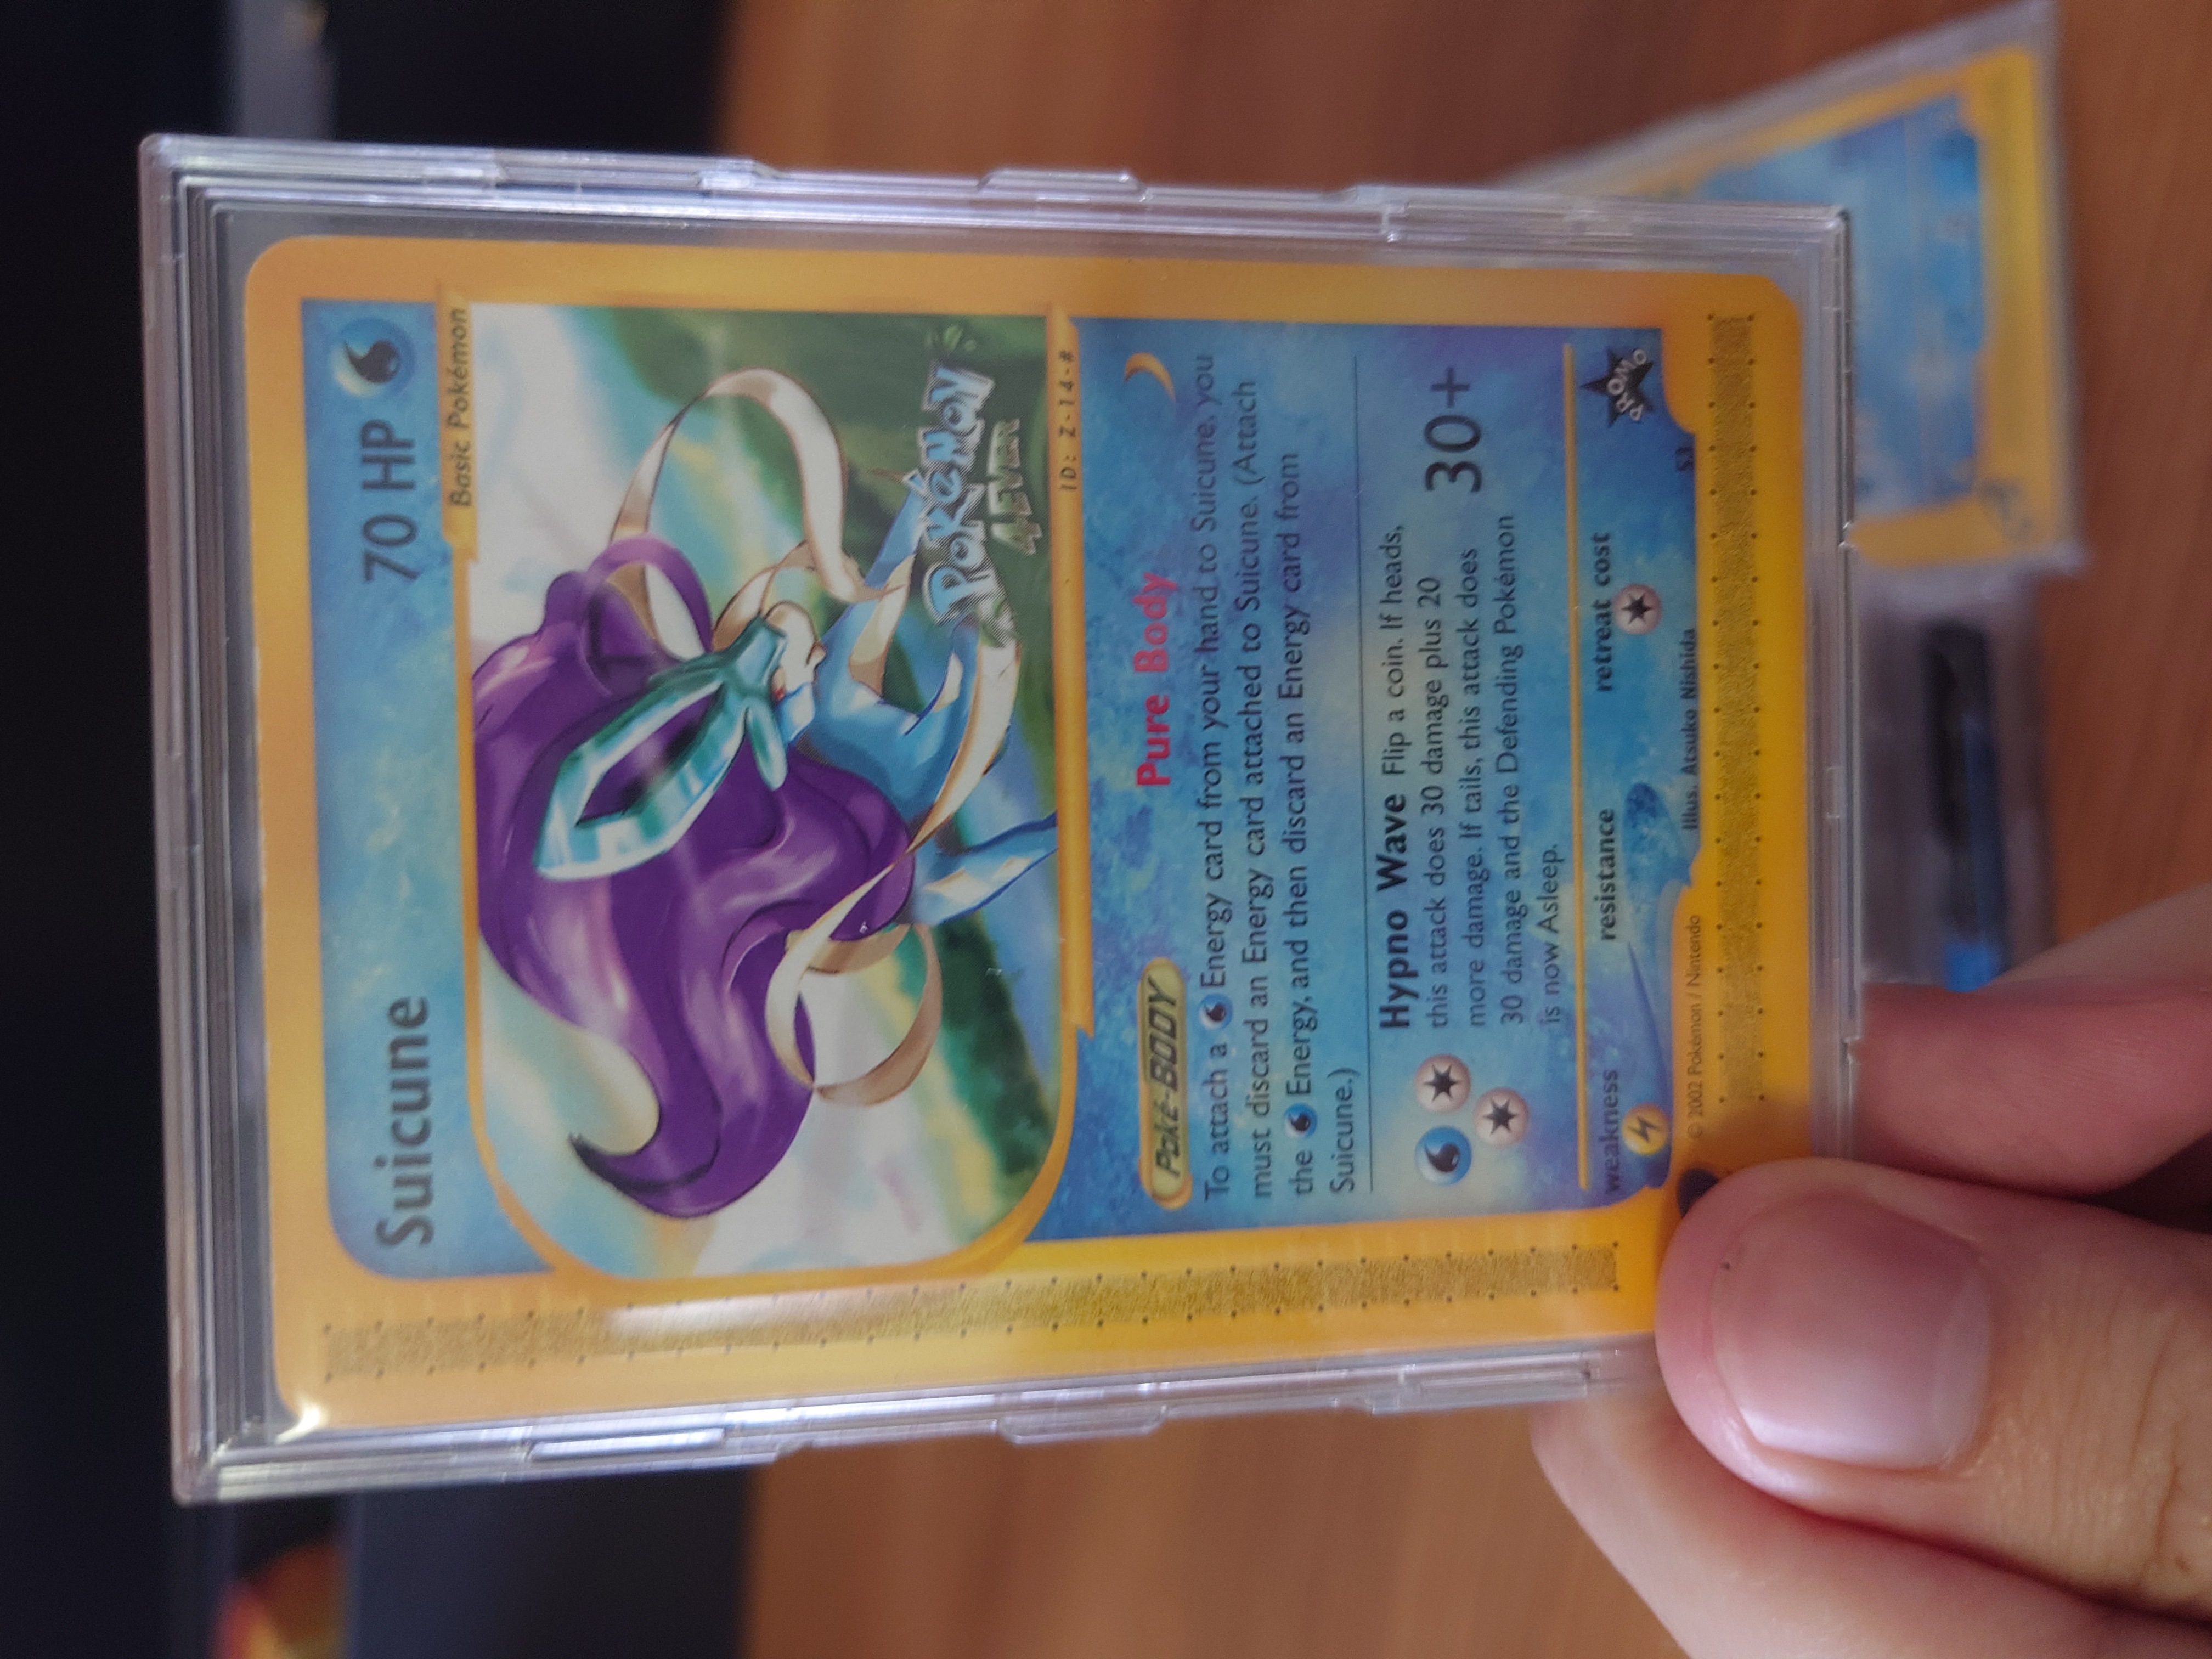 Suicune 70 HP
Basic Pokémon
POKéMON
4EVER
ID: Z-14-#
Poké-BODY Pure Body
To attach a Energy card from your hand to Suicune, you
must discard an Energy card attached to Suicune. (Attach
the Energy, and then discard an Energy card from
Suicune.)
Hypno Wave Flip a coin. If heads,
this attack does 30 damage plus 20
more damage. If tails, this attack does
30 damage and the Defending Pokémon
is now Asleep.
30+
weakness resistance retreat cost
PROMO
© 2002 Pokémon / Nintendo Illus. Atsuko Nishida 53